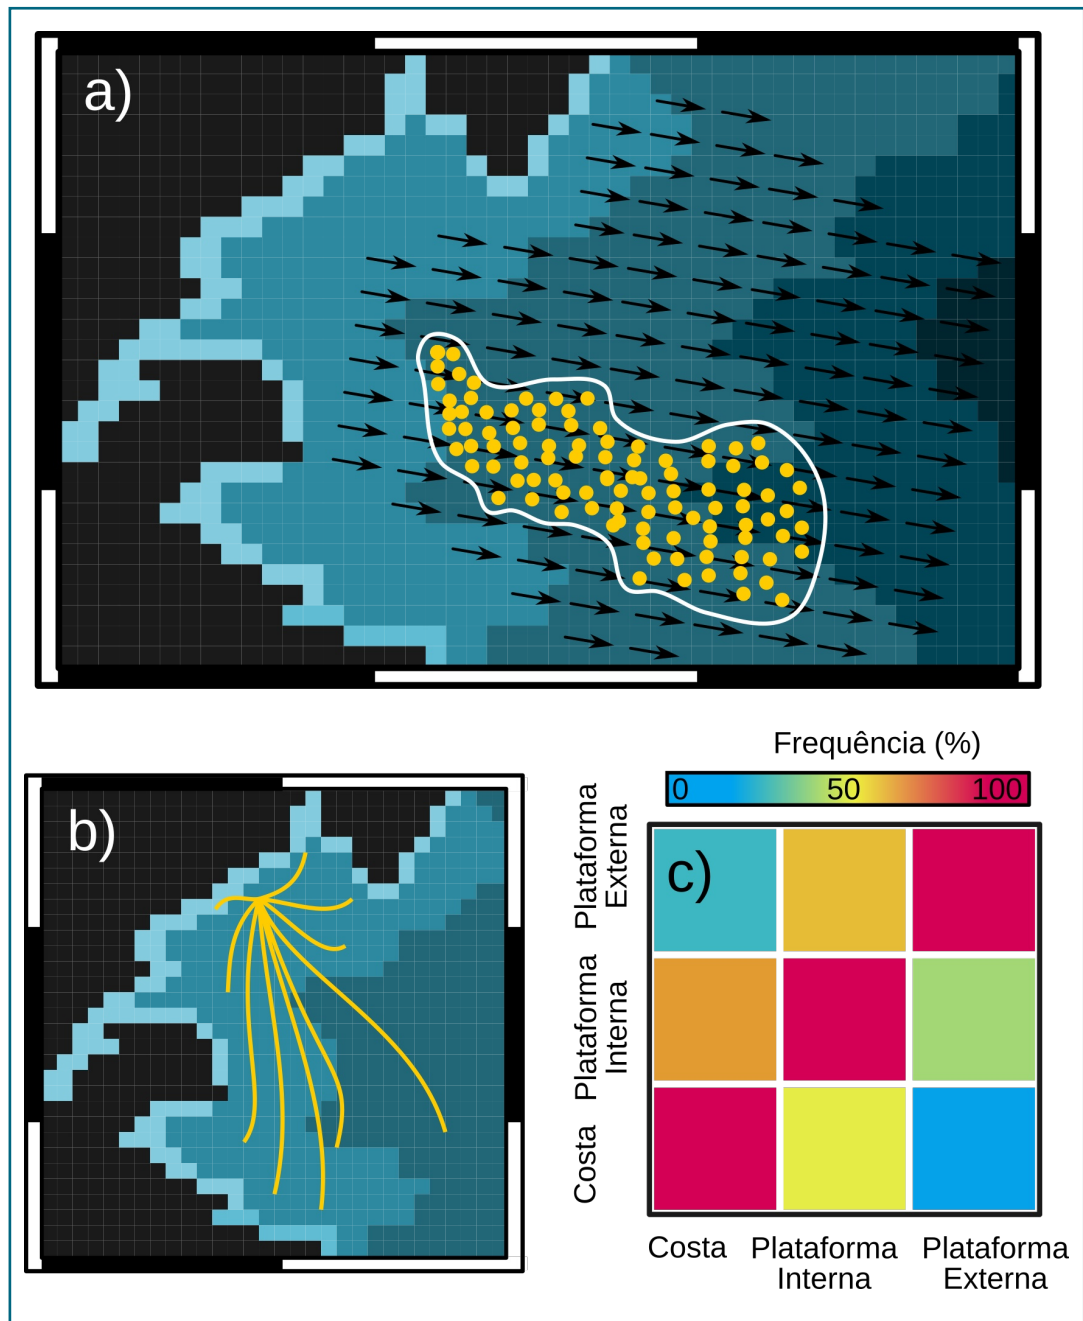 a)
b)
Frequência (%)
0 50 100
c)
Plataforma
Externa
Plataforma
Interna
Costa
Costa
Plataforma
Interna
Plataforma
Externa